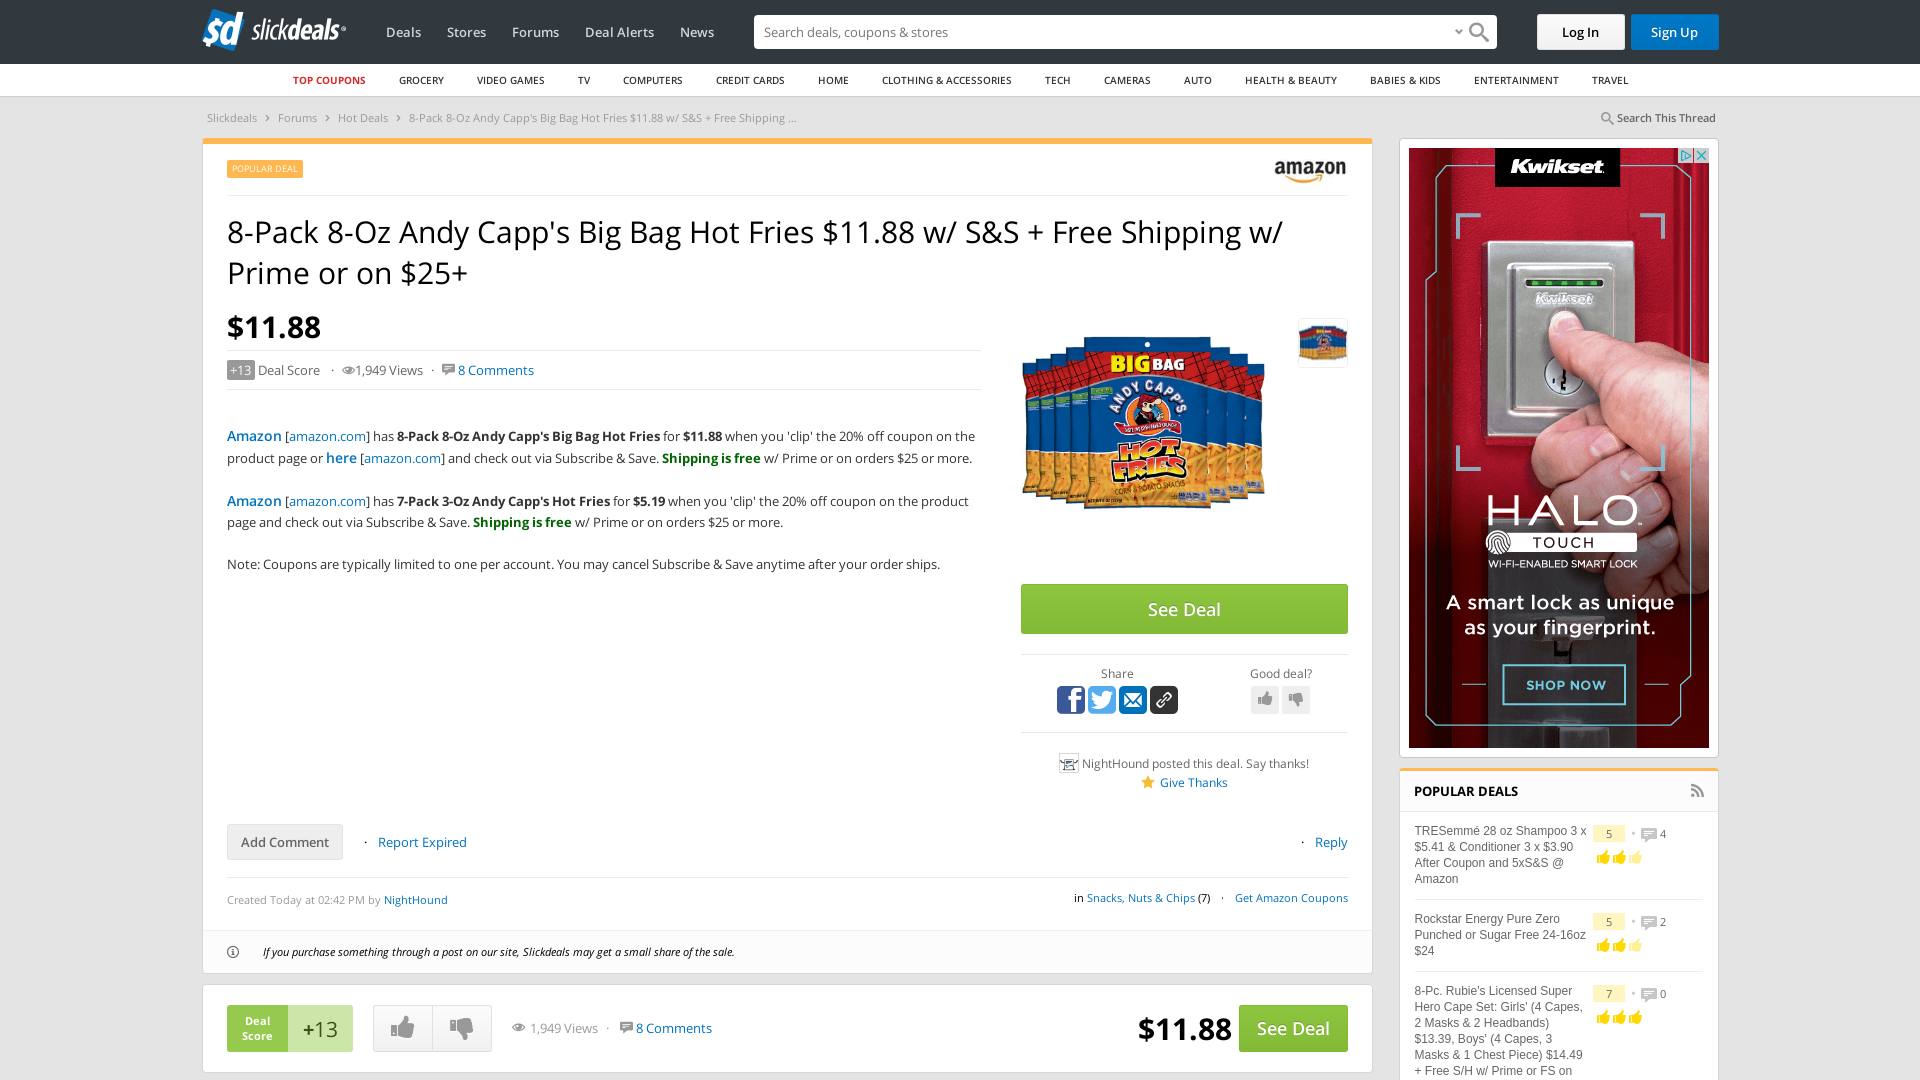 sd slickdeals
Deals
Stores
Forums
Deal Alerts
News
Search deals, coupons & stores
Log In
Sign Up
TOP COUPONS
GROCERY
VIDEO GAMES
TV
COMPUTERS
CREDIT CARDS
HOME
CLOTHING & ACCESSORIES
TECH
CAMERAS
AUTO
HEALTH & BEAUTY
BABIES & KIDS
ENTERTAINMENT
TRAVEL
Slickdeals › Forums › Hot Deals › 8-Pack 8-Oz Andy Capp's Big Bag Hot Fries $11.88 w/ S&S + Free Shipping ...
Search This Thread
POPULAR DEAL
amazon
8-Pack 8-Oz Andy Capp's Big Bag Hot Fries $11.88 w/ S&S + Free Shipping w/
Prime or on $25+
$11.88
+13 Deal Score · 1,949 Views · 8 Comments
Amazon [amazon.com] has 8-Pack 8-Oz Andy Capp's Big Bag Hot Fries for $11.88 when you 'clip' the 20% off coupon on the
product page or here [amazon.com] and check out via Subscribe & Save. Shipping is free w/ Prime or on orders $25 or more.
Amazon [amazon.com] has 7-Pack 3-Oz Andy Capp's Hot Fries for $5.19 when you 'clip' the 20% off coupon on the product
page and check out via Subscribe & Save. Shipping is free w/ Prime or on orders $25 or more.
Note: Coupons are typically limited to one per account. You may cancel Subscribe & Save anytime after your order ships.
BIG BAG
ANDY CAPP'S
HOT
FRIES
CORN & POTATO SNACKS
See Deal
Share
Good deal?
NightHound posted this deal. Say thanks!
Give Thanks
Add Comment
· Report Expired
· Reply
Created Today at 02:42 PM by NightHound
in Snacks, Nuts & Chips (7) · Get Amazon Coupons
If you purchase something through a post on our site, Slickdeals may get a small share of the sale.
Deal
Score
+13
1,949 Views · 8 Comments
$11.88
See Deal
Kwikset
Kwikset
HALO
TOUCH
WI-FI-ENABLED SMART LOCK
A smart lock as unique
as your fingerprint.
SHOP NOW
POPULAR DEALS
TRESemmé 28 oz Shampoo 3 x
$5.41 & Conditioner 3 x $3.90
After Coupon and 5xS&S @
Amazon
5 • 4
Rockstar Energy Pure Zero
Punched or Sugar Free 24-16oz
$24
5 • 2
8-Pc. Rubie's Licensed Super
Hero Cape Set: Girls' (4 Capes,
2 Masks & 2 Headbands)
$13.39, Boys' (4 Capes, 3
Masks & 1 Chest Piece) $14.49
+ Free S/H w/ Prime or FS on
7 • 0